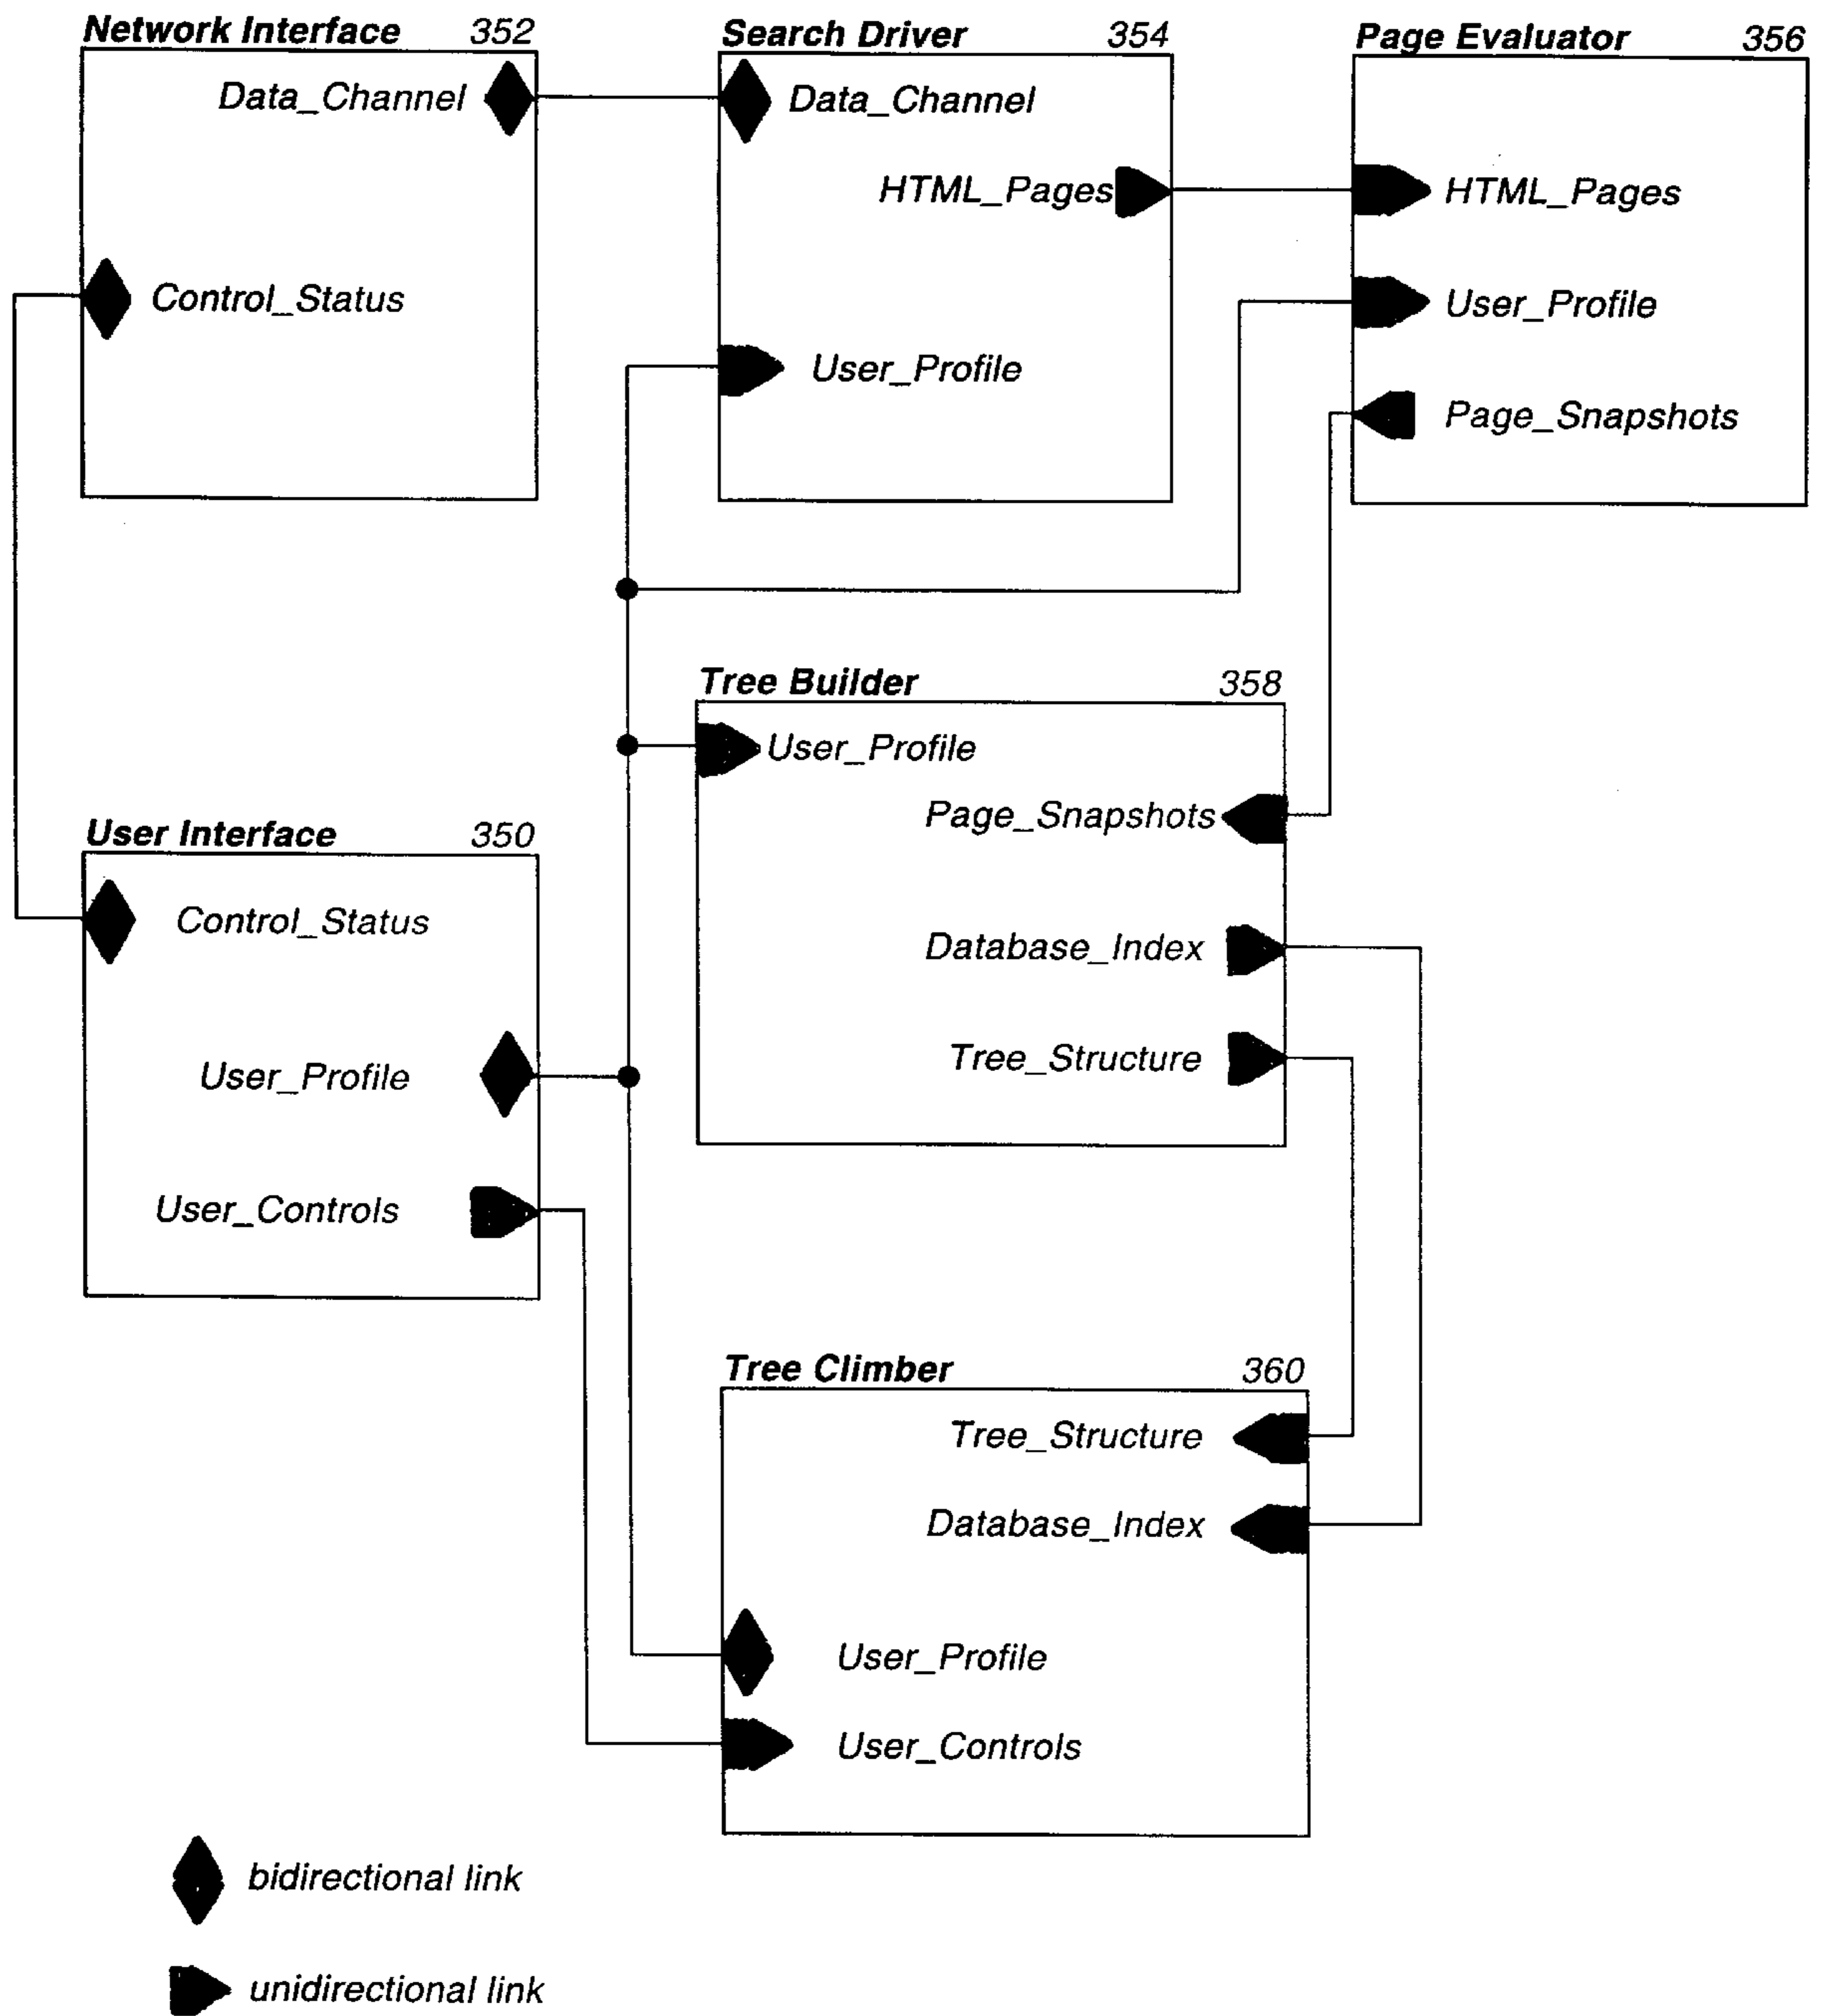 Network Interface 352
Data_Channel
Control_Status
Search Driver 354
Data_Channel
HTML_Pages
User_Profile
Page Evaluator 356
HTML_Pages
User_Profile
Page_Snapshots
Tree Builder 358
User_Profile
Page_Snapshots
Database_Index
Tree_Structure
User Interface 350
Control_Status
User_Profile
User_Controls
Tree Climber 360
Tree_Structure
Database_Index
User_Profile
User_Controls
bidirectional link
unidirectional link